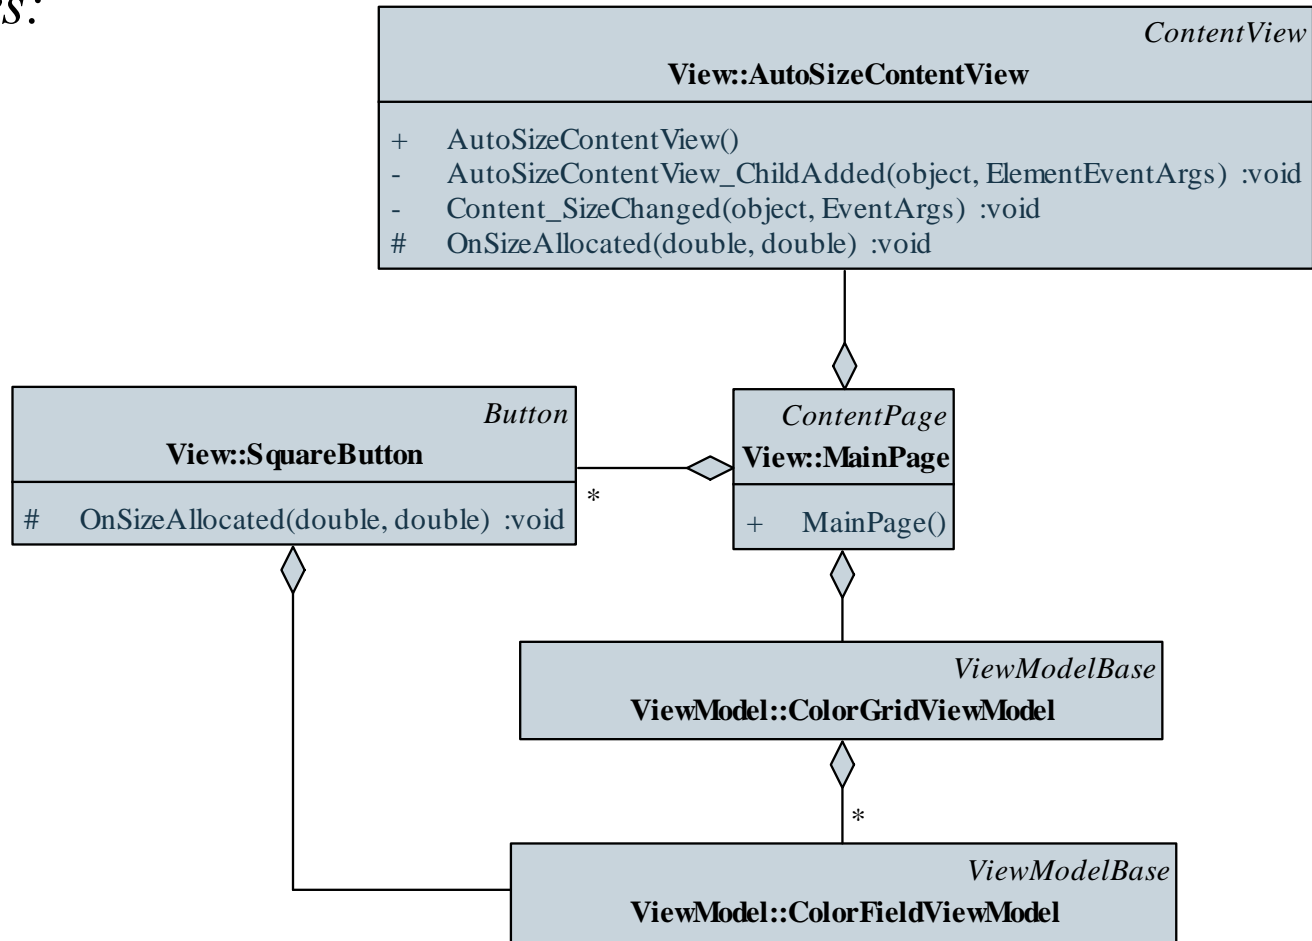 es:
ContentView
View::AutoSizeContentView
+ AutoSizeContentView()
- AutoSizeContentView_ChildAdded(object, ElementEventArgs) :void
- Content_SizeChanged(object, EventArgs) :void
# OnSizeAllocated(double, double) :void
Button
View::SquareButton
# OnSizeAllocated(double, double) :void
*
ContentPage
View::MainPage
+ MainPage()
ViewModelBase
ViewModel::ColorGridViewModel
*
ViewModelBase
ViewModel::ColorFieldViewModel